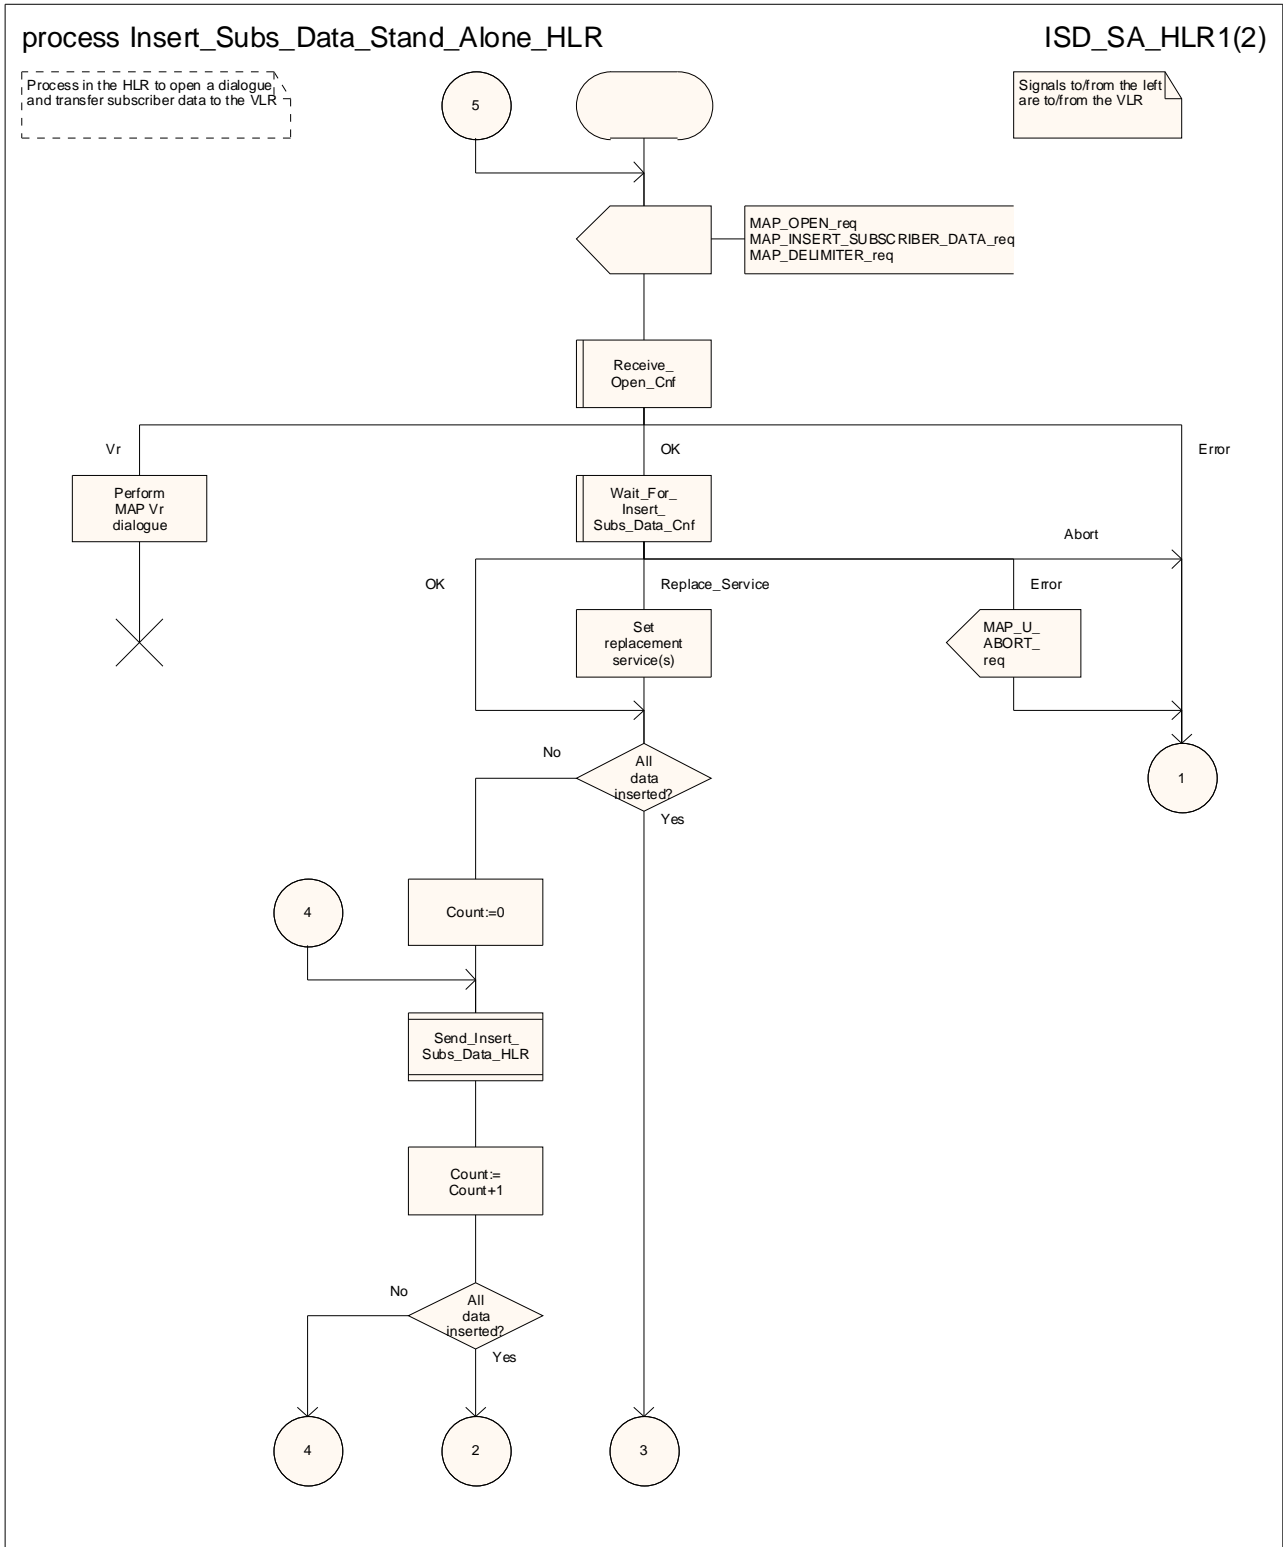 process Insert_Subs_Data_Stand_Alone_HLR
ISD_SA_HLR1(2)
Process in the HLR to open a dialogue
and transfer subscriber data to the VLR
5
Signals to/from the left
are to/from the VLR
MAP_OPEN_req
MAP_INSERT_SUBSCRIBER_DATA_req
MAP_DELIMITER_req
Receive_
Open_Cnf
Vr
OK
Error
Perform
MAP Vr
dialogue
Wait_For_
Insert_
Subs_Data_Cnf
Abort
OK
Replace_Service
Error
Set
replacement
service(s)
MAP_U_
ABORT_
req
No
All
data
inserted?
Yes
1
4
Count:=0
Send_Insert_
Subs_Data_HLR
Count:=
Count+1
No
All
data
inserted?
Yes
4
2
3